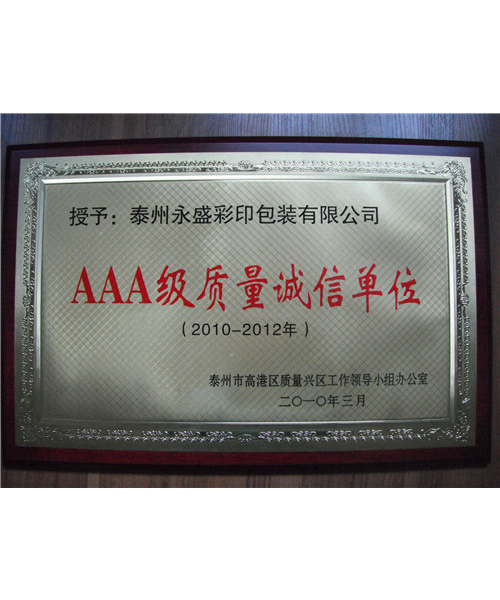 授予：泰州永盛彩印包装有限公司
AAA级质量诚信单位
（2010-2012年）
泰州市高港区质量兴区工作领导小组办公室
二〇一〇年三月